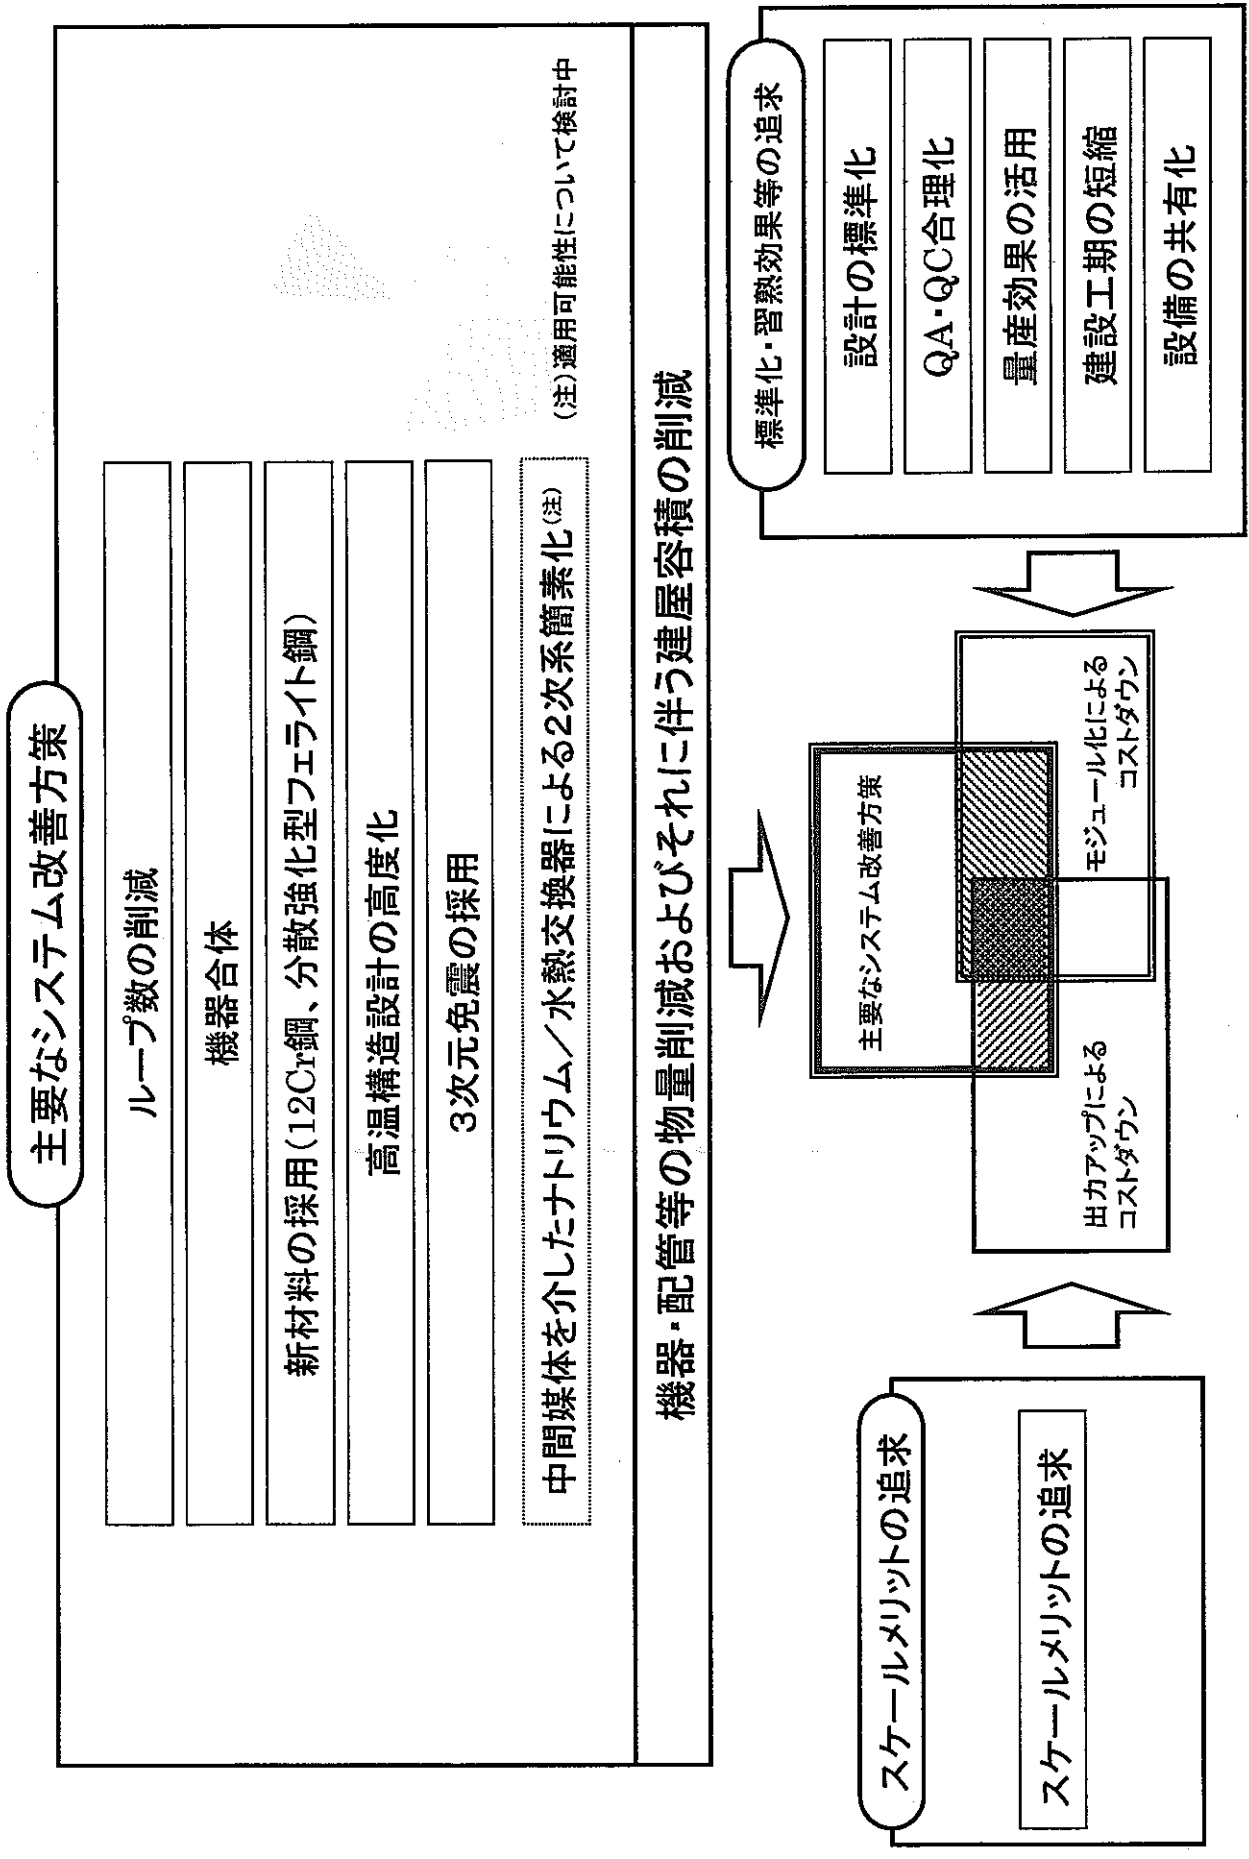 主要なシステム改善方策
ループ数の削減
機器合体
新材料の採用(12Cr鋼、分散強化型フェライト鋼)
高温構造設計の高度化
3次元免震の採用
中間媒体を介したナトリウム/水熱交換器による2次系簡素化(注)
(注)適用可能性について検討中
機器・配管等の物量削減およびそれに伴う建屋容積の削減
スケールメリットの追求
スケールメリットの追求
主要なシステム改善方策
出力アップによる
コストダウン
モジュール化による
コストダウン
標準化・習熟効果等の追求
設計の標準化
QA・QC合理化
量産効果の活用
建設工期の短縮
設備の共有化